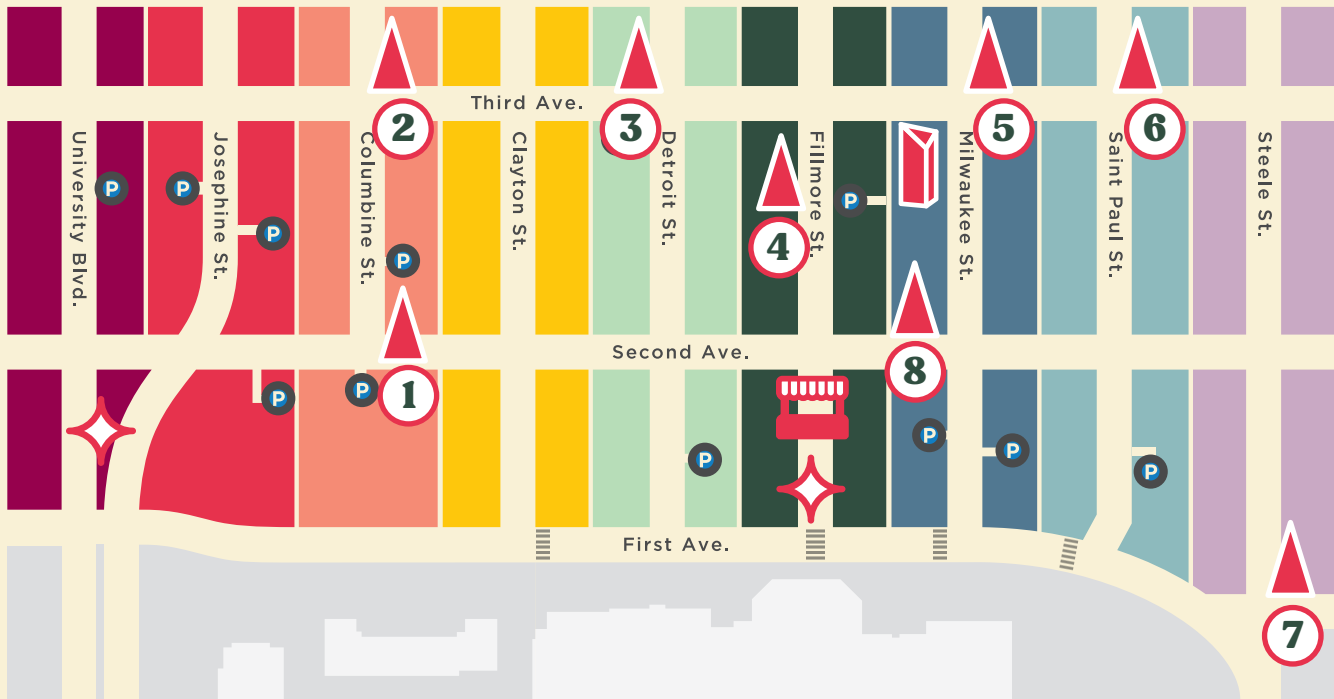 Third Ave.
2
3
5
6
University Blvd.
Josephine St.
Columbine St.
Clayton St.
Detroit St.
Fillmore St.
Milwaukee St.
Saint Paul St.
Steele St.
P
P
P
P
4
P
Second Ave.
1
8
P
P
P
P
P
P
First Ave.
7